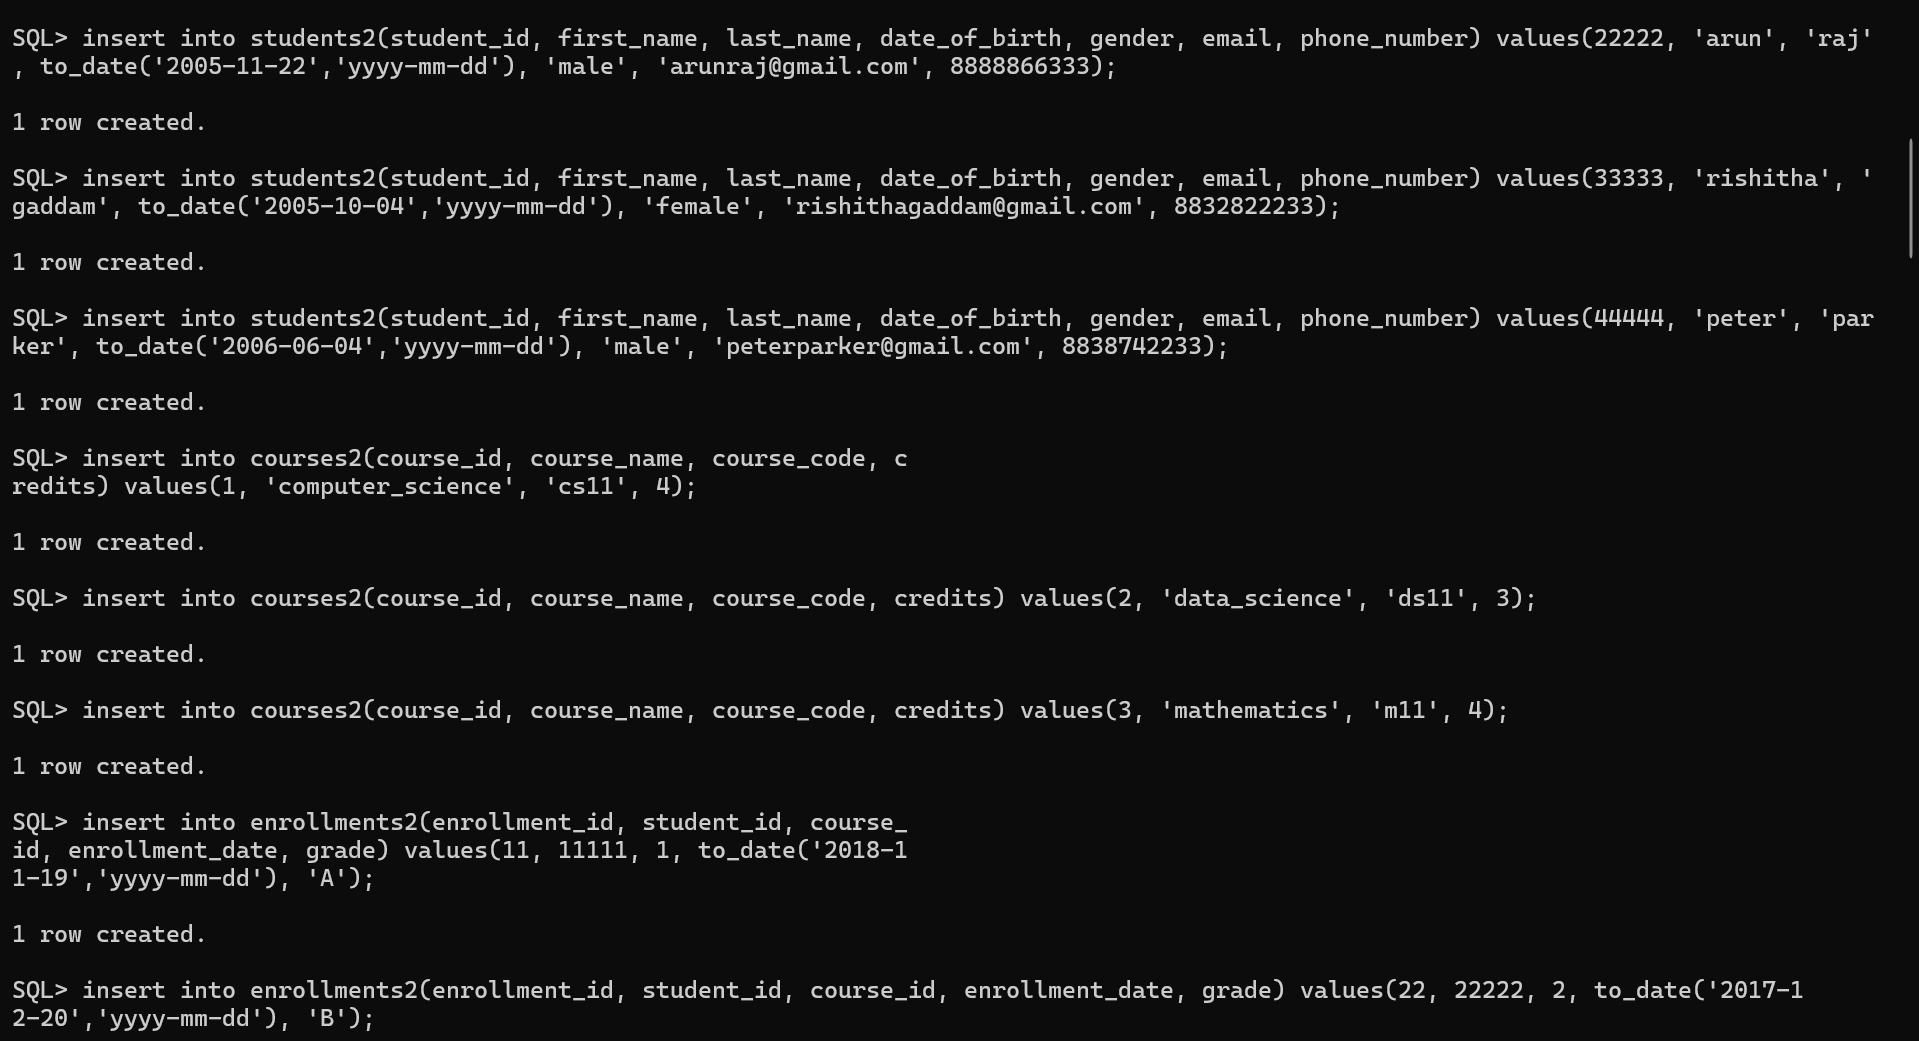 SQL> insert into students2(student_id, first_name, last_name, date_of_birth, gender, email, phone_number) values(22222, 'arun', 'raj'
, to_date('2005-11-22','yyyy-mm-dd'), 'male', 'arunraj@gmail.com', 8888866333);
1 row created.
SQL> insert into students2(student_id, first_name, last_name, date_of_birth, gender, email, phone_number) values(33333, 'rishitha', '
gaddam', to_date('2005-10-04','yyyy-mm-dd'), 'female', 'rishithagaddam@gmail.com', 8832822233);
1 row created.
SQL> insert into students2(student_id, first_name, last_name, date_of_birth, gender, email, phone_number) values(44444, 'peter', 'par
ker', to_date('2006-06-04','yyyy-mm-dd'), 'male', 'peterparker@gmail.com', 8838742233);
1 row created.
SQL> insert into courses2(course_id, course_name, course_code, c
redits) values(1, 'computer_science', 'cs11', 4);
1 row created.
SQL> insert into courses2(course_id, course_name, course_code, credits) values(2, 'data_science', 'ds11', 3);
1 row created.
SQL> insert into courses2(course_id, course_name, course_code, credits) values(3, 'mathematics', 'm11', 4);
1 row created.
SQL> insert into enrollments2(enrollment_id, student_id, course_
id, enrollment_date, grade) values(11, 11111, 1, to_date('2018-1
1-19','yyyy-mm-dd'), 'A');
1 row created.
SQL> insert into enrollments2(enrollment_id, student_id, course_id, enrollment_date, grade) values(22, 22222, 2, to_date('2017-1
2-20','yyyy-mm-dd'), 'B');